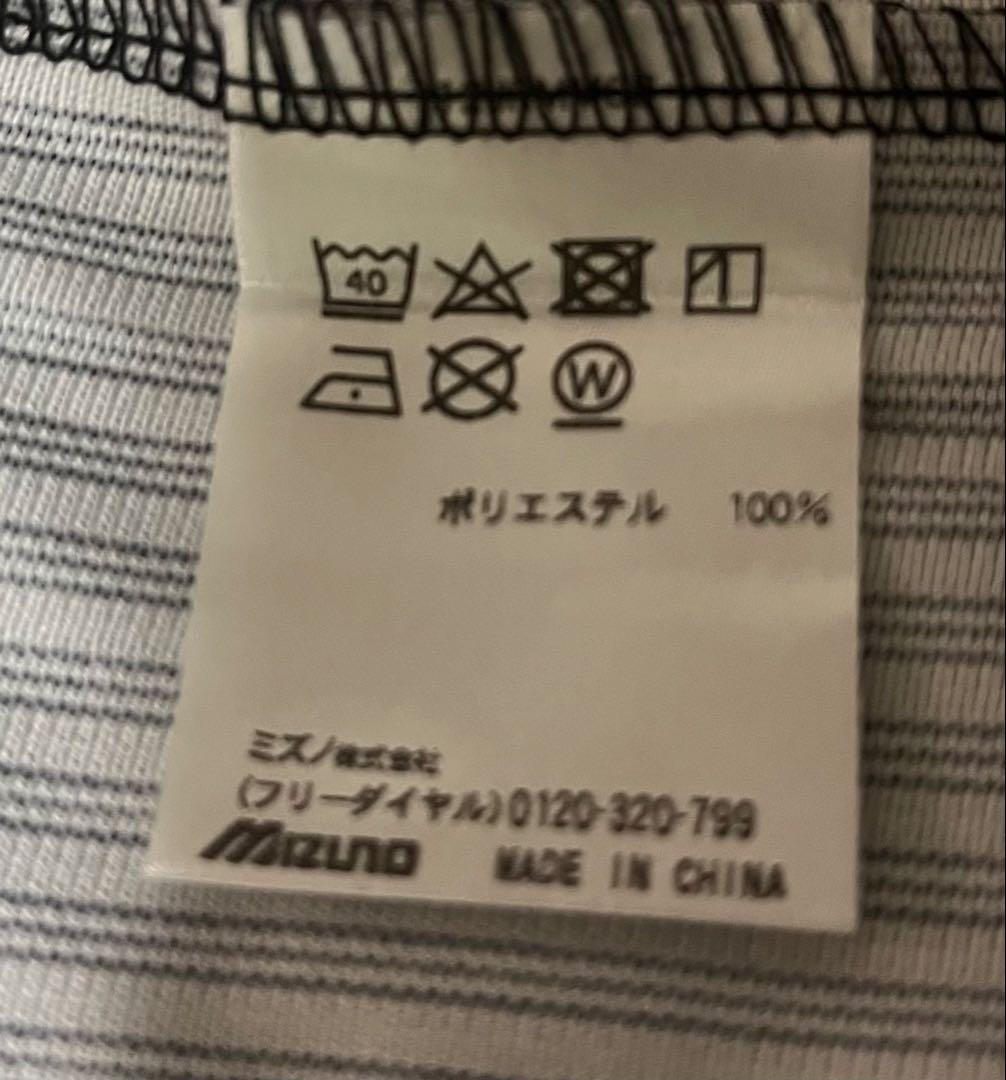 40
W
ポリエステル 100%
ミズノ株式会社
(フリーダイヤル)0120-320-799
MIZUNO MADE IN CHINA